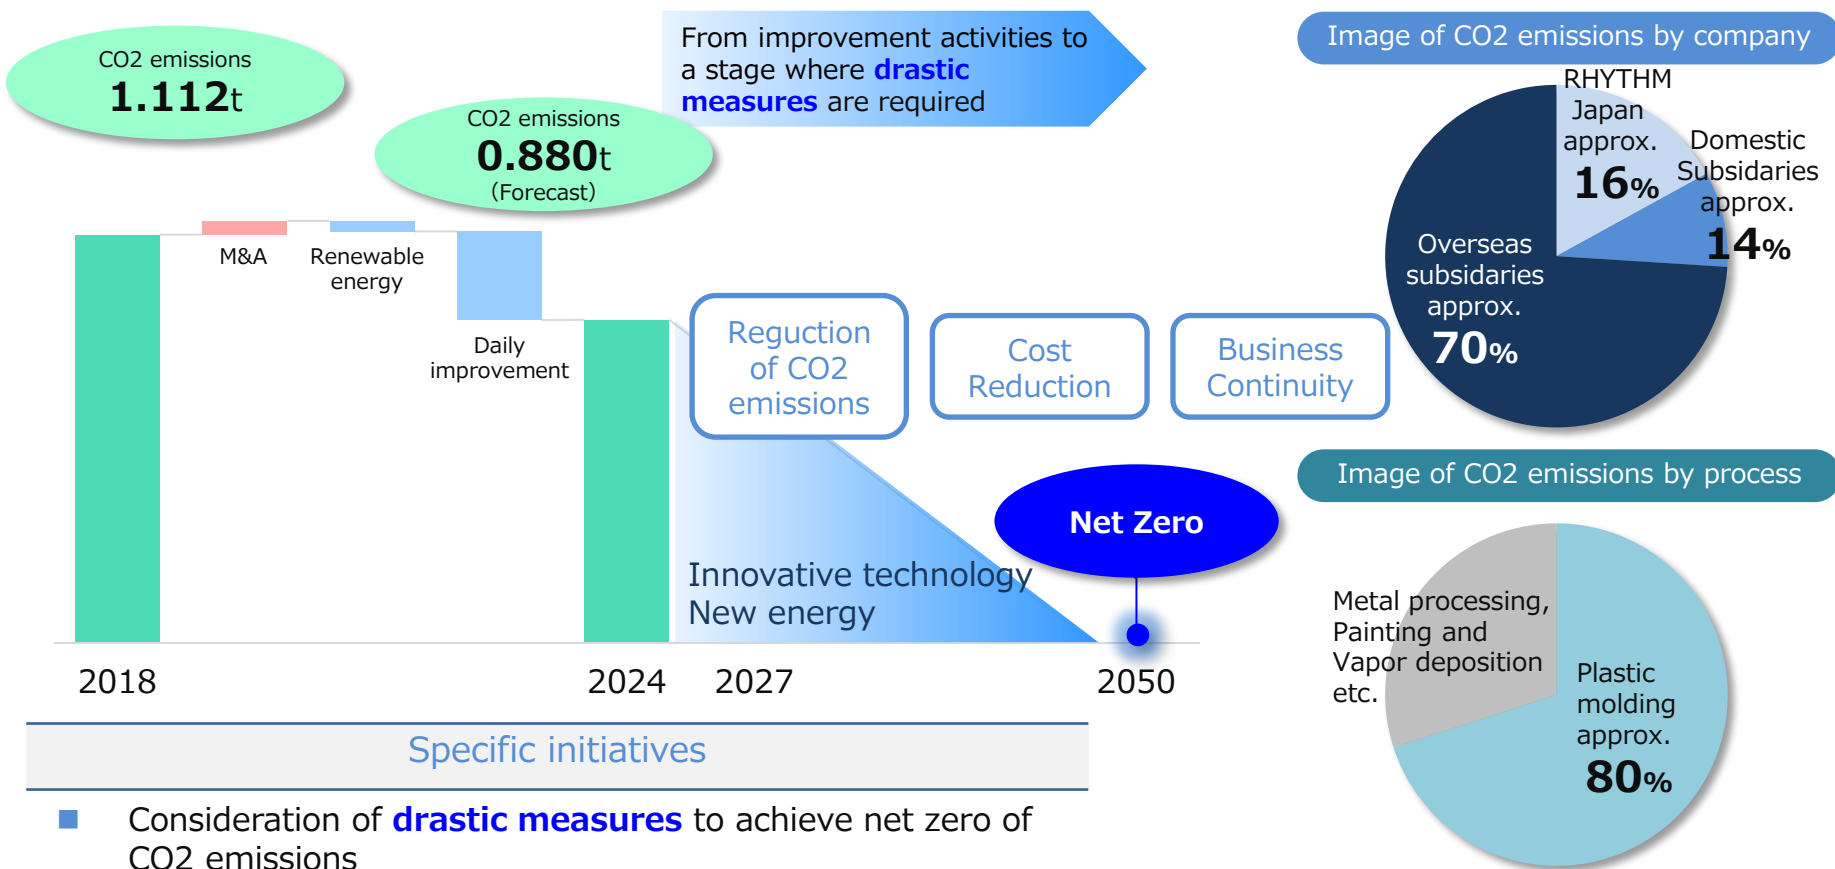 CO2 emissions
1.112t
CO2 emissions
0.880t
(Forecast)
From improvement activities to
a stage where drastic
measures are required
M&A
Renewable
energy
Daily
improvement
Reguction
of CO2
emissions
Cost
Reduction
Business
Continuity
Net Zero
Innovative technology
New energy
2018
2024
2027
2050
Specific initiatives
Consideration of drastic measures to achieve net zero of
CO2 emissions
Image of CO2 emissions by company
RHYTHM
Japan
approx.
16%
Domestic
Subsidaries
approx.
14%
Overseas
subsidaries
approx.
70%
Image of CO2 emissions by process
Metal processing,
Painting and
Vapor deposition
etc.
Plastic
molding
approx.
80%